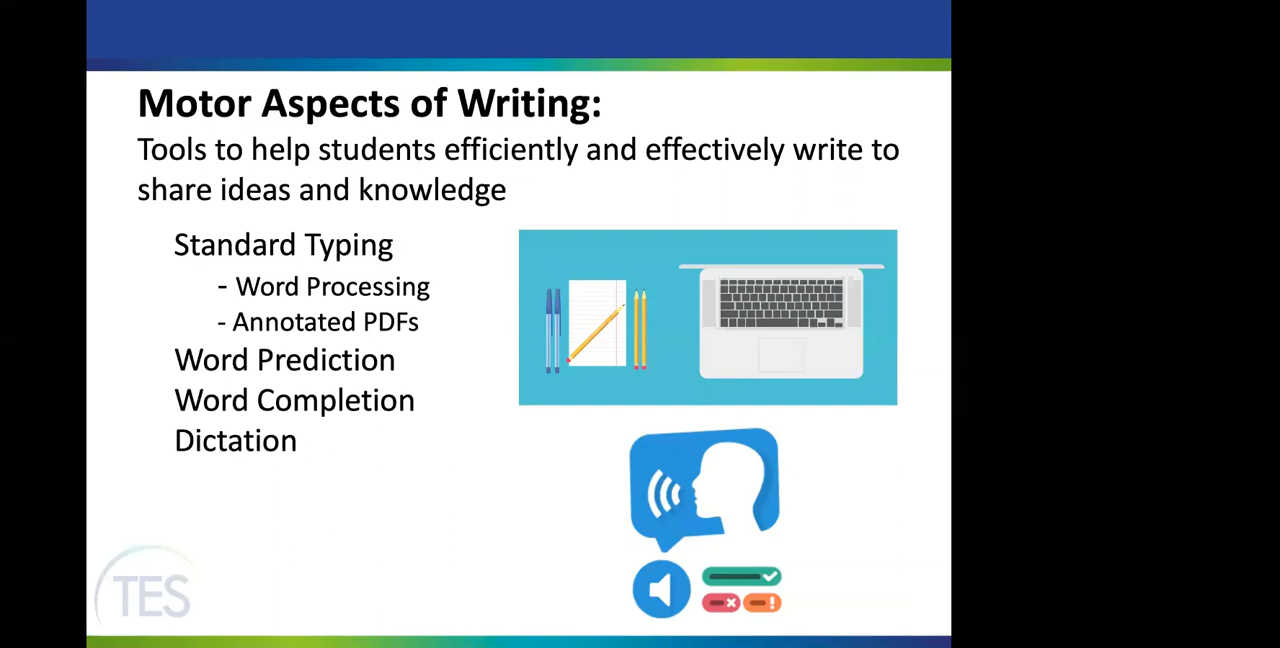 Motor Aspects of Writing:
Tools to help students efficiently and effectively write to
share ideas and knowledge
Standard Typing
- Word Processing
- Annotated PDFs
Word Prediction
Word Completion
Dictation
TES